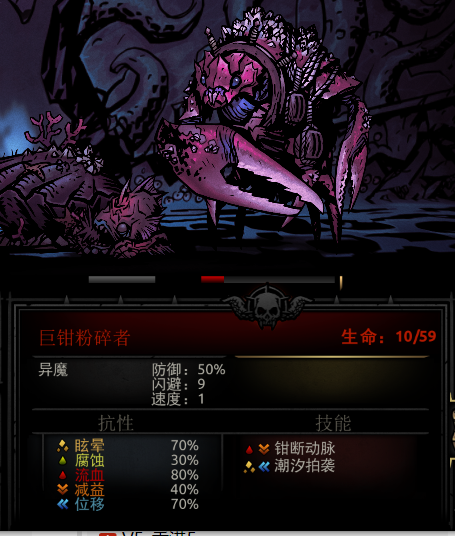 巨钳粉碎者
生命：10/59
异魔
防御：50%
闪避：9
速度：1
抗性
技能
眩晕 70%
腐蚀 30%
流血 80%
减益 40%
位移 70%
钳断动脉
潮汐拍袭